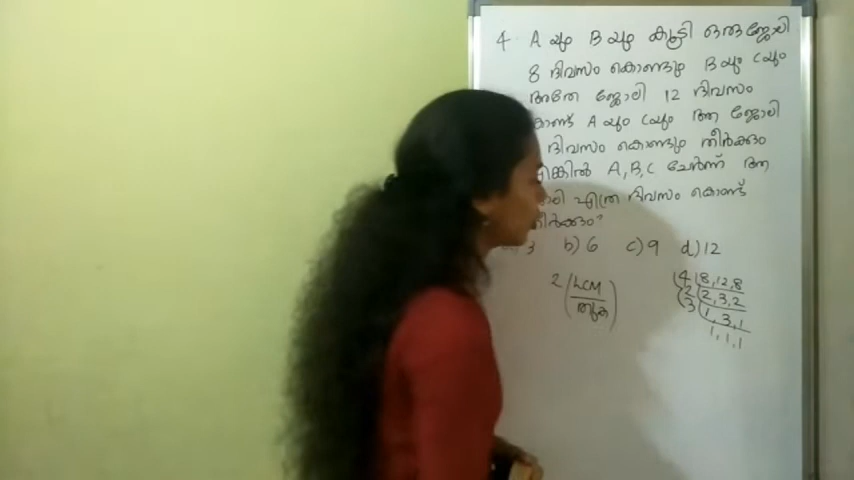 4 A യും B യും കൂട്ടി ഒരു ജോലി
8 ദിവസം കൊണ്ടും B യും C യും
അതേ ജോലി 12 ദിവസം
കൊണ്ട് A യും C യും ആ ജോലി
ദിവസം കൊണ്ടും തീർക്കും
എങ്കിൽ A, B, C ചേർന്ന് ആ
എത്ര ദിവസം കൊണ്ട്
തീർക്കും?
b) 6 c) 9 d) 12
2 (LCM / തുക)
4 | 8, 12, 8
2 | 2, 3, 2
3 | 1, 3, 1
1, 1, 1